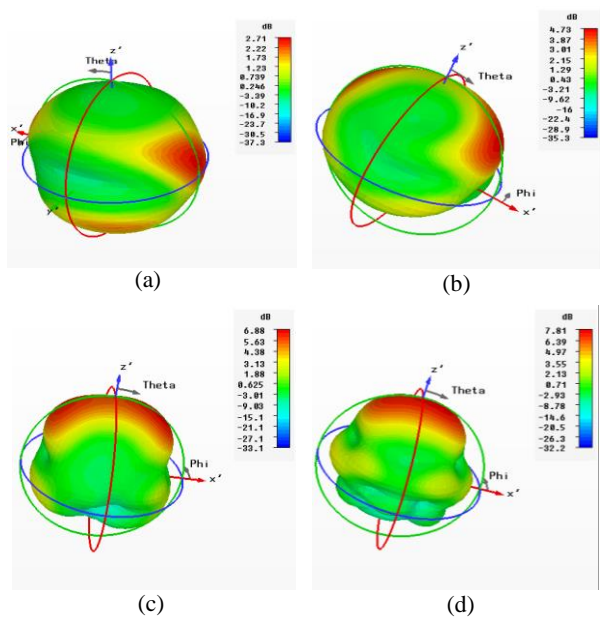 dB
2.71
2.22
1.73
1.23
0.739
0.246
-3.39
-10.2
-16.9
-23.7
-30.5
-37.3
z'
Theta
x'
Phi
y'
(a)
dB
4.73
3.87
3.01
2.15
1.29
0.43
-3.21
-9.62
-16
-22.4
-28.9
-35.3
z'
Theta
Phi
x'
(b)
dB
6.88
5.63
4.38
3.13
1.88
0.625
-3.01
-9.03
-15.1
-21.1
-27.1
-33.1
z'
Theta
Phi
x'
(c)
dB
7.81
6.39
4.97
3.55
2.13
0.71
-2.93
-8.78
-14.6
-20.5
-26.3
-32.2
z'
Theta
Phi
x'
(d)